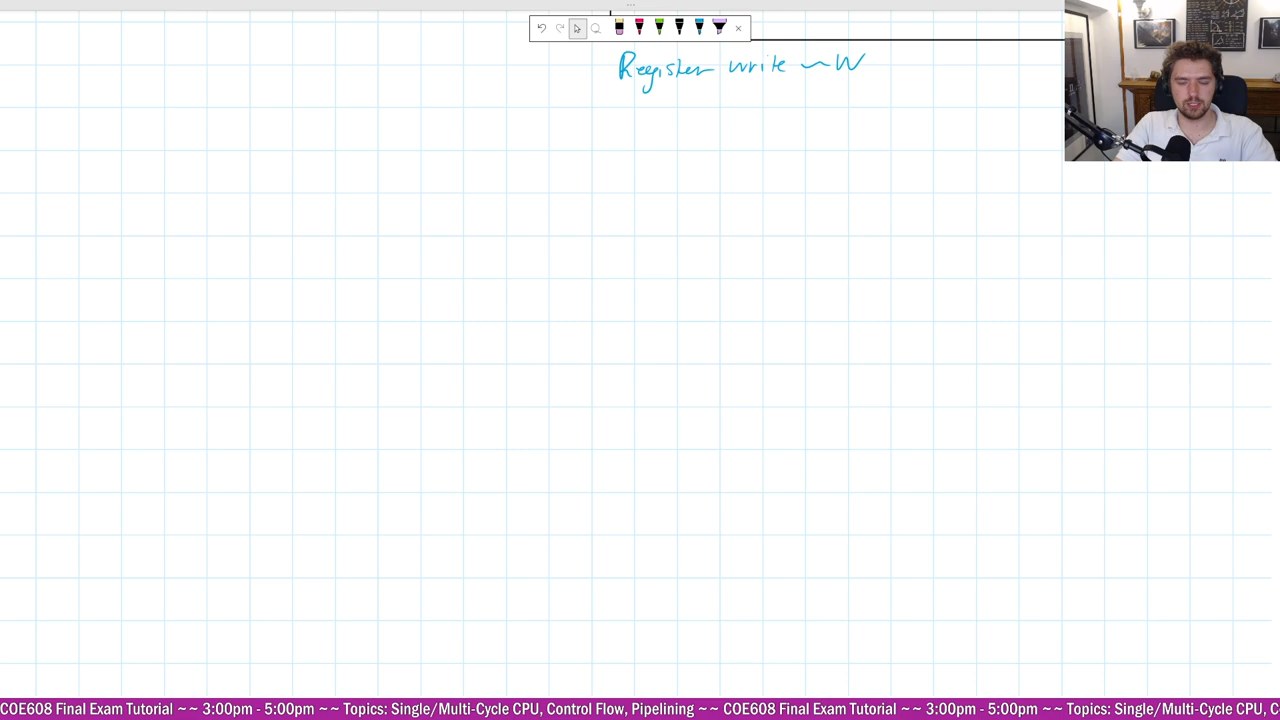 Register write ~ W
COE608 Final Exam Tutorial ~~ 3:00pm - 5:00pm ~~ Topics: Single/Multi-Cycle CPU, Control Flow, Pipelining ~~ COE608 Final Exam Tutorial ~~ 3:00pm - 5:00pm ~~ Topics: Single/Multi-Cycle CPU, C